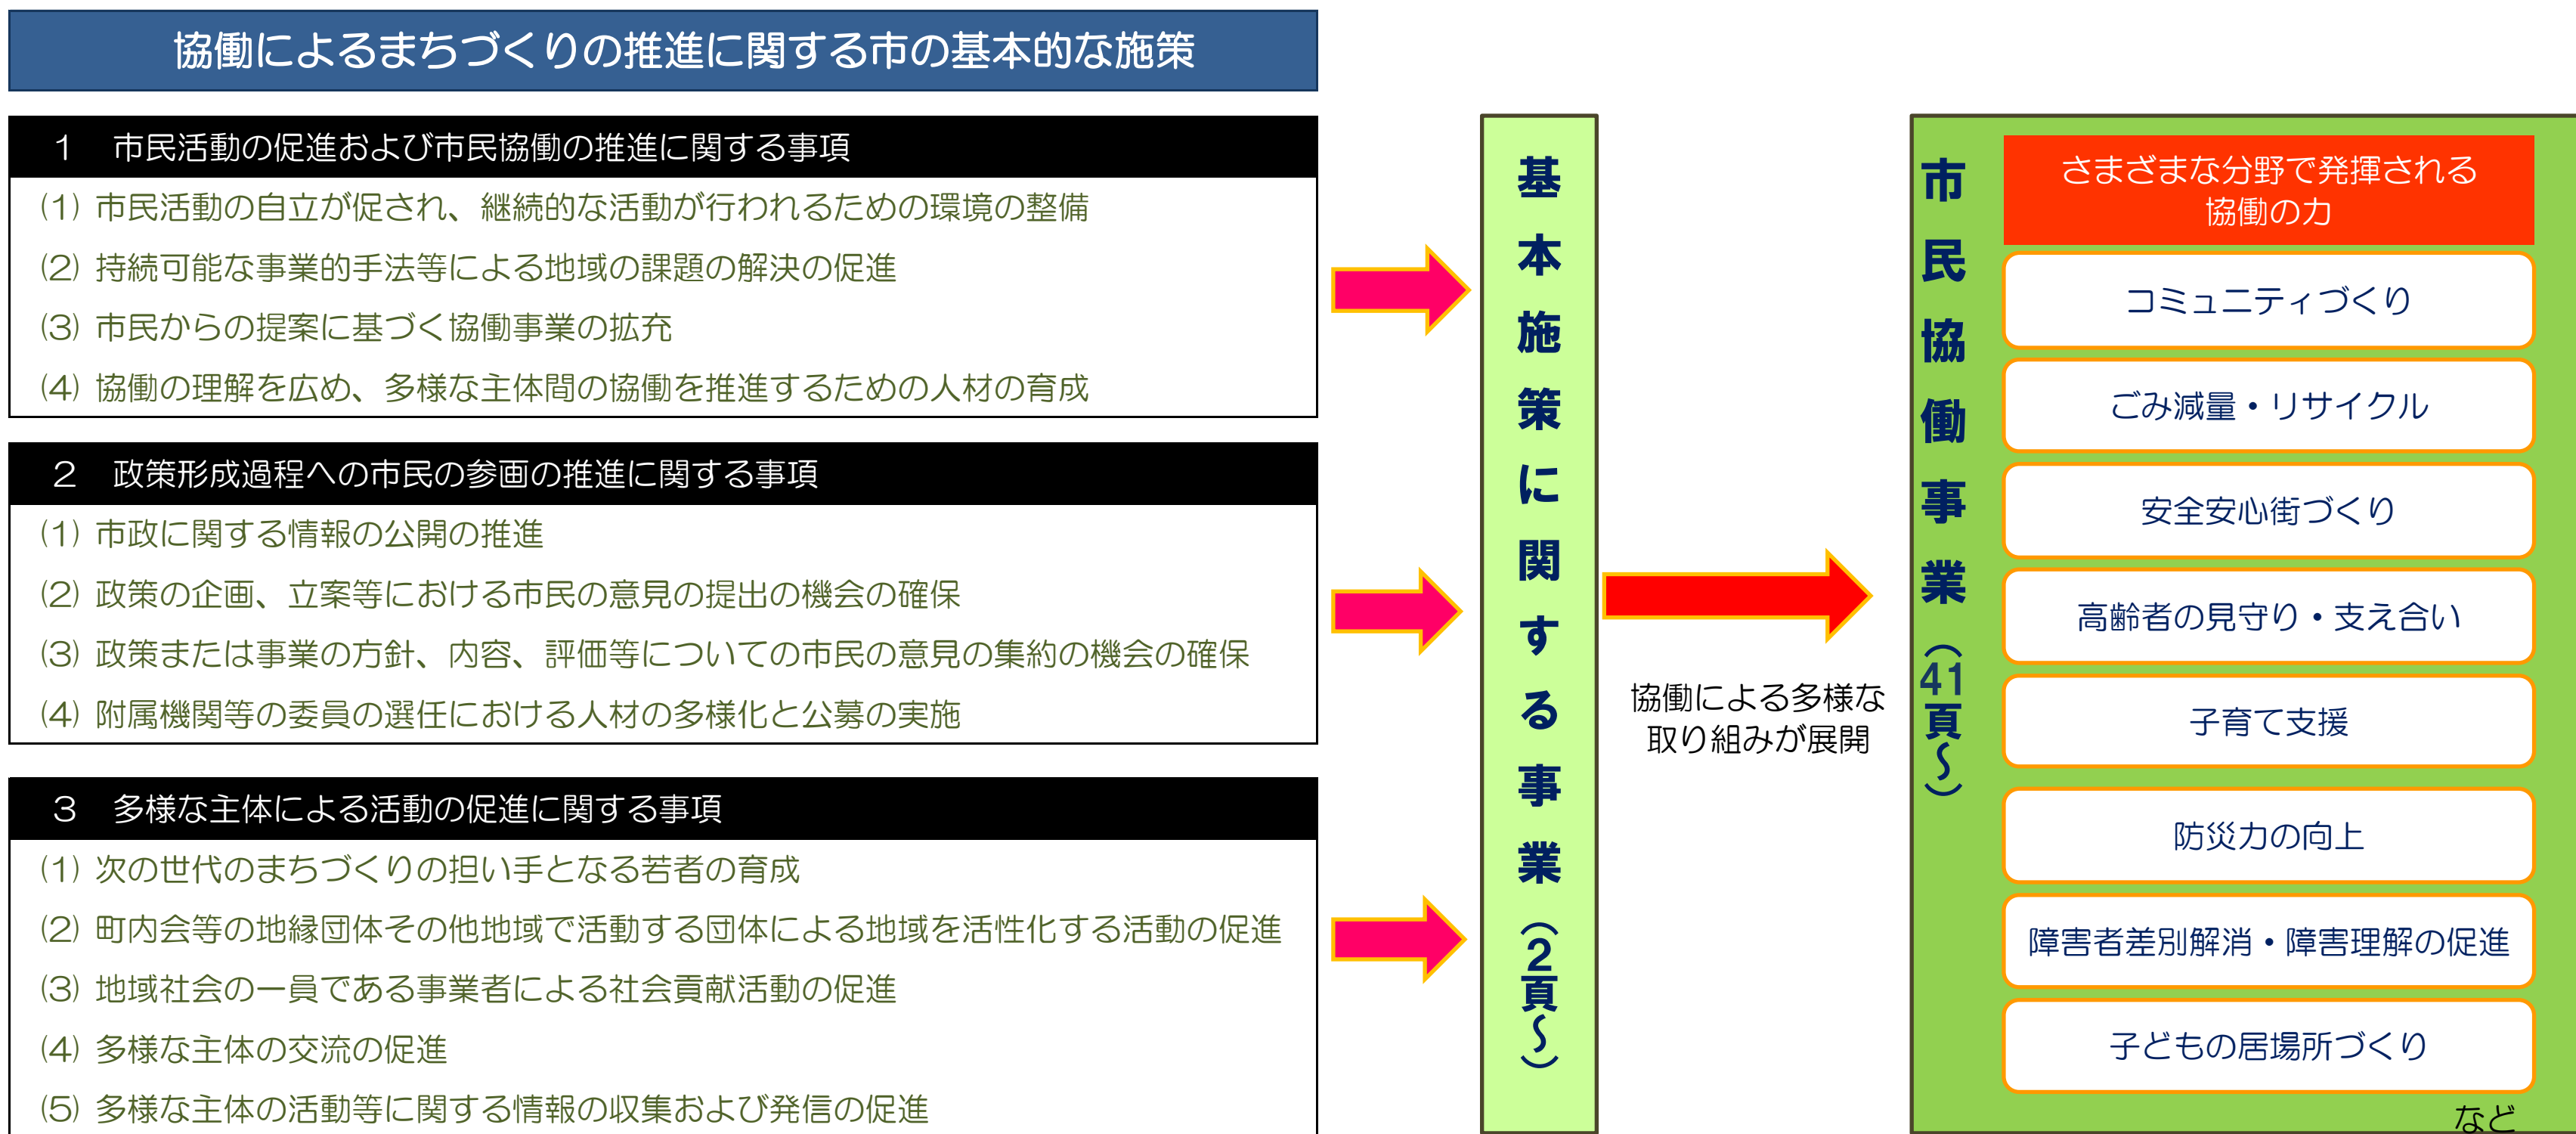 協働によるまちづくりの推進に関する市の基本的な施策
1 市民活動の促進および市民協働の推進に関する事項
(1) 市民活動の自立が促され、継続的な活動が行われるための環境の整備
(2) 持続可能な事業的手法等による地域の課題の解決の促進
(3) 市民からの提案に基づく協働事業の拡充
(4) 協働の理解を広め、多様な主体間の協働を推進するための人材の育成
2 政策形成過程への市民の参画の推進に関する事項
(1) 市政に関する情報の公開の推進
(2) 政策の企画、立案等における市民の意見の提出の機会の確保
(3) 政策または事業の方針、内容、評価等についての市民の意見の集約の機会の確保
(4) 附属機関等の委員の選任における人材の多様化と公募の実施
3 多様な主体による活動の促進に関する事項
(1) 次の世代のまちづくりの担い手となる若者の育成
(2) 町内会等の地縁団体その他地域で活動する団体による地域を活性化する活動の促進
(3) 地域社会の一員である事業者による社会貢献活動の促進
(4) 多様な主体の交流の促進
(5) 多様な主体の活動等に関する情報の収集および発信の促進
基本施策に関する事業(2頁~)
協働による多様な
取り組みが展開
市民協働事業(41頁~)
さまざまな分野で発揮される
協働の力
コミュニティづくり
ごみ減量・リサイクル
安全安心街づくり
高齢者の見守り・支え合い
子育て支援
防災力の向上
障害者差別解消・障害理解の促進
子どもの居場所づくり
など